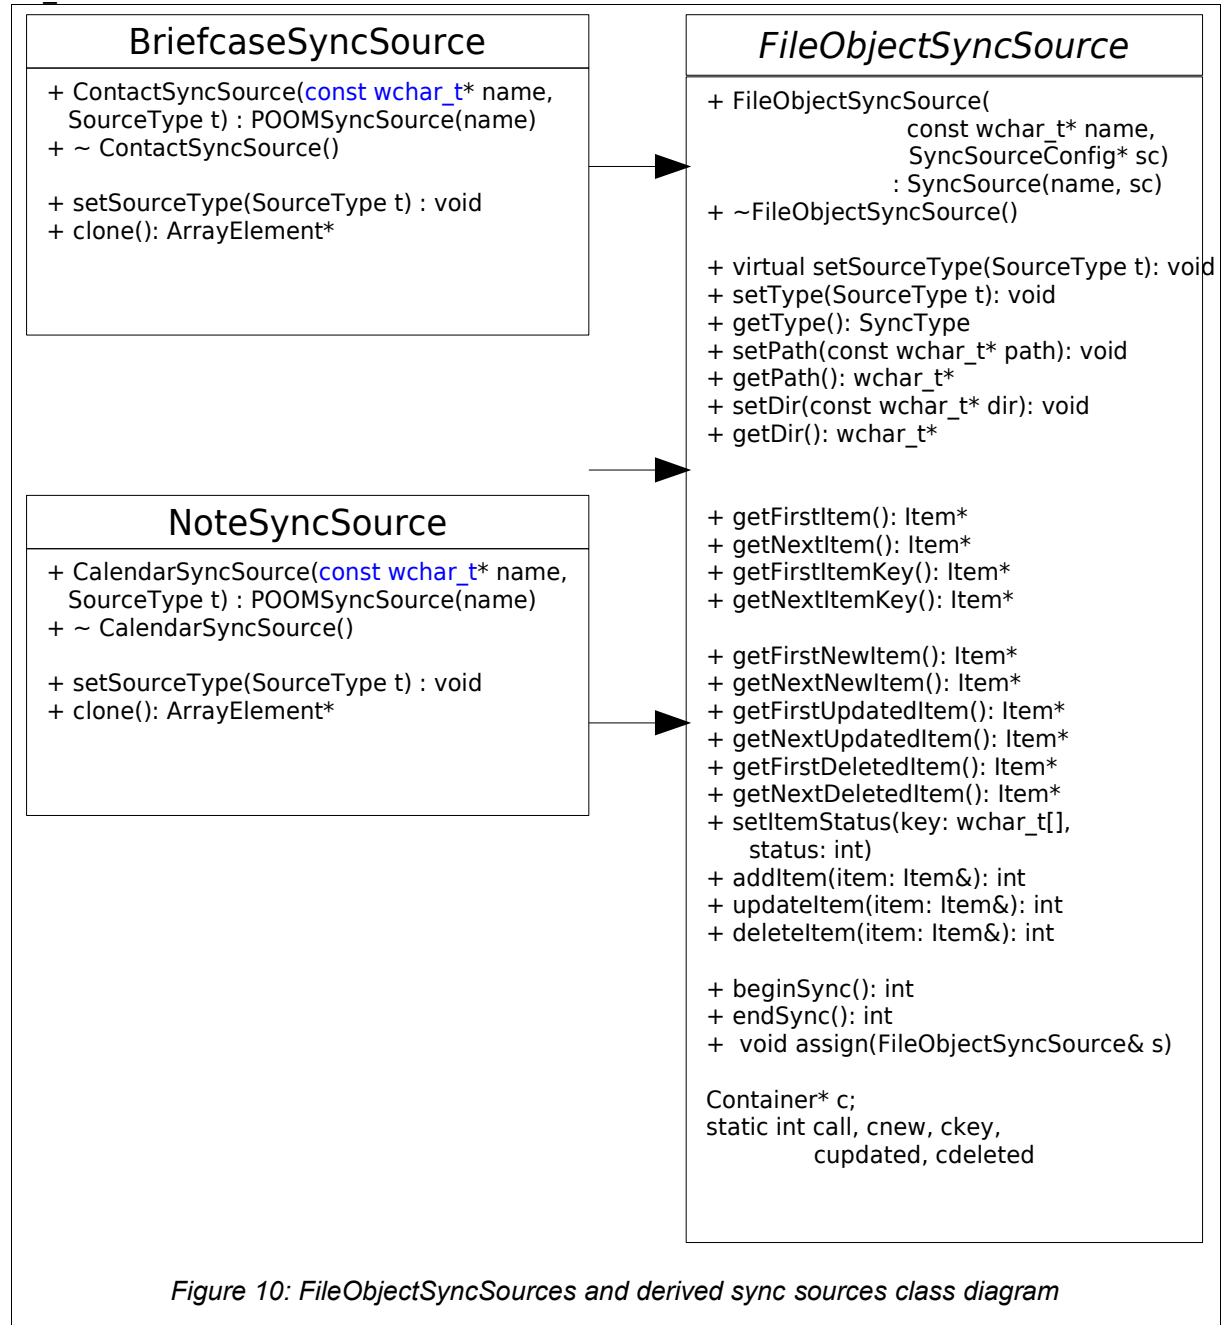 BriefcaseSyncSource
+ ContactSyncSource(const wchar_t* name,
SourceType t) : POOMSyncSource(name)
+ ~ ContactSyncSource()
+ setSourceType(SourceType t) : void
+ clone(): ArrayElement*
NoteSyncSource
+ CalendarSyncSource(const wchar_t* name,
SourceType t) : POOMSyncSource(name)
+ ~ CalendarSyncSource()
+ setSourceType(SourceType t) : void
+ clone(): ArrayElement*
FileObjectSyncSource
+ FileObjectSyncSource(
const wchar_t* name,
SyncSourceConfig* sc)
: SyncSource(name, sc)
+ ~FileObjectSyncSource()
+ virtual setSourceType(SourceType t): void
+ setType(SourceType t): void
+ getType(): SyncType
+ setPath(const wchar_t* path): void
+ getPath(): wchar_t*
+ setDir(const wchar_t* dir): void
+ getDir(): wchar_t*
+ getFirstItem(): Item*
+ getNextItem(): Item*
+ getFirstItemKey(): Item*
+ getNextItemKey(): Item*
+ getFirstNewItem(): Item*
+ getNextNewItem(): Item*
+ getFirstUpdatedItem(): Item*
+ getNextUpdatedItem(): Item*
+ getFirstDeletedItem(): Item*
+ getNextDeletedItem(): Item*
+ setItemStatus(key: wchar_t[],
status: int)
+ addItem(item: Item&): int
+ updateItem(item: Item&): int
+ deleteItem(item: Item&): int
+ beginSync(): int
+ endSync(): int
+  void assign(FileObjectSyncSource& s)
Container* c;
static int call, cnew, ckey,
cupdated, cdeleted
Figure 10: FileObjectSyncSources and derived sync sources class diagram